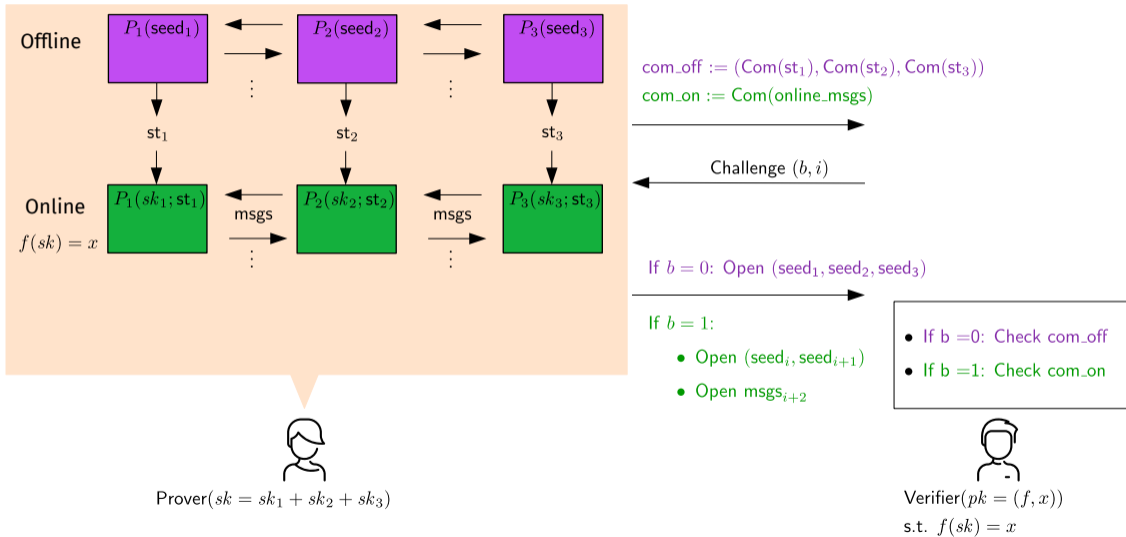 Offline
P₁(seed₁)
P₂(seed₂)
P₃(seed₃)
⋮
⋮
st₁
st₂
st₃
Online
f(sk) = x
P₁(sk₁; st₁)
P₂(sk₂; st₂)
P₃(sk₃; st₃)
msgs
msgs
⋮
⋮
com_off := (Com(st₁), Com(st₂), Com(st₃))
com_on := Com(online_msgs)
Challenge (b, i)
If b = 0: Open (seed₁, seed₂, seed₃)
If b = 1:
• Open (seedᵢ, seedᵢ₊₁)
• Open msgsᵢ₊₂
• If b =0: Check com_off
• If b =1: Check com_on
Prover(sk = sk₁ + sk₂ + sk₃)
Verifier(pk = (f, x))
s.t. f(sk) = x